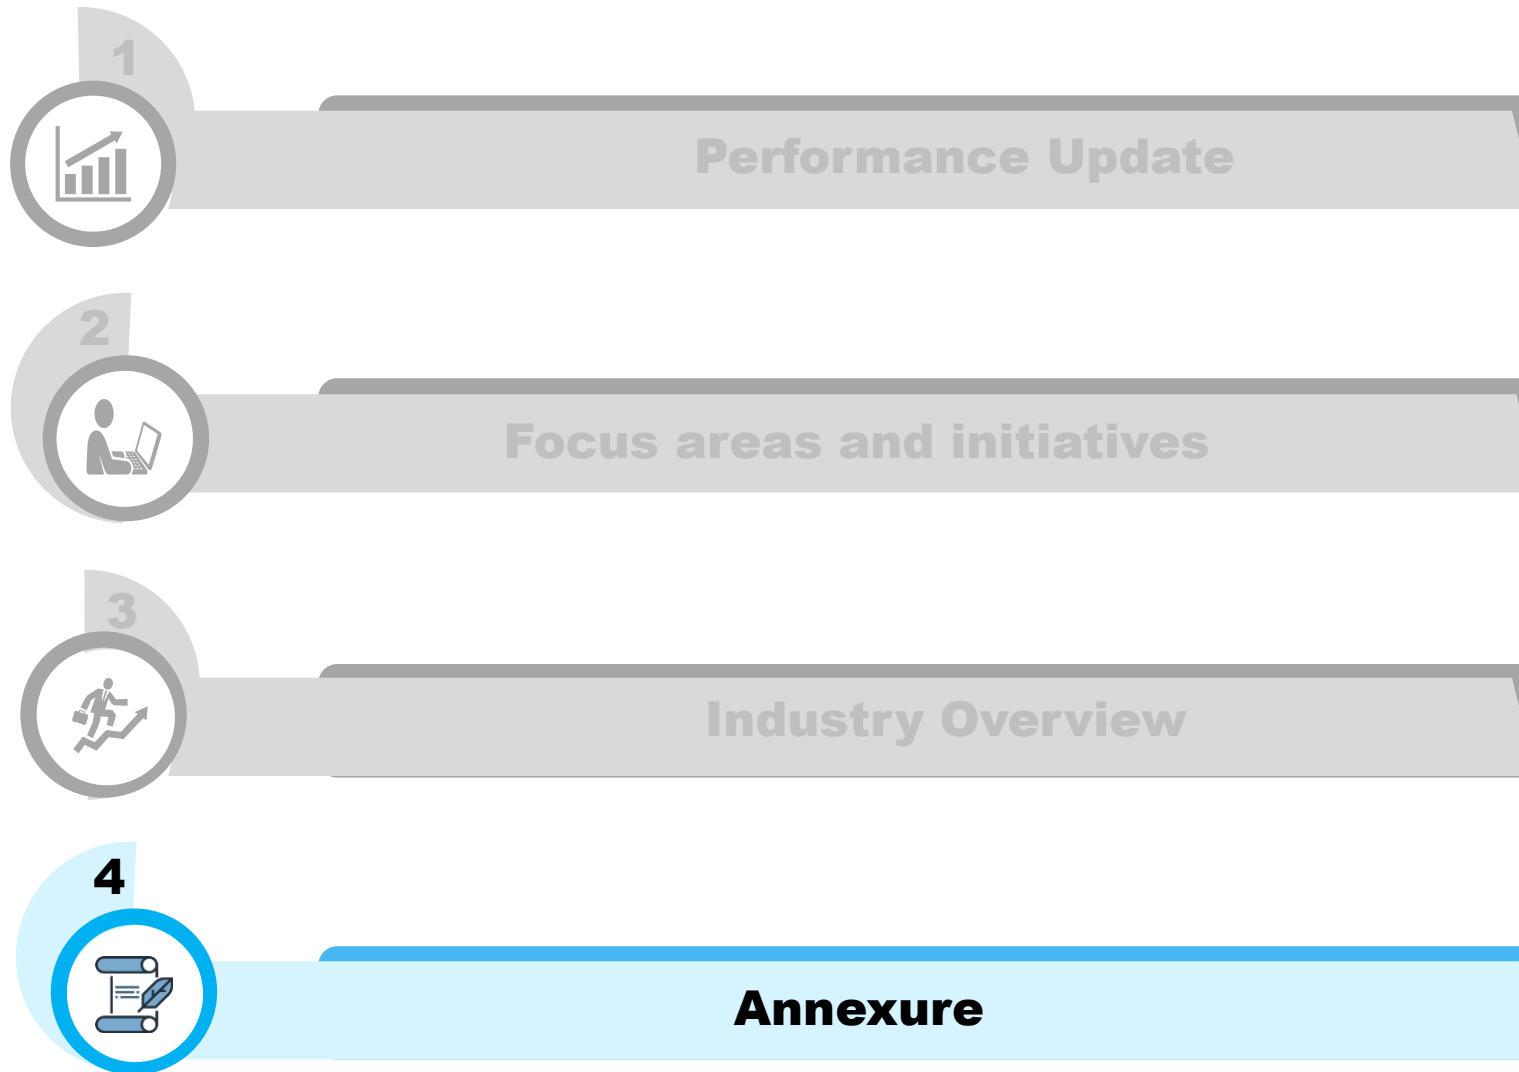 1
Performance Update
2
Focus areas and initiatives
3
Industry Overview
4
Annexure